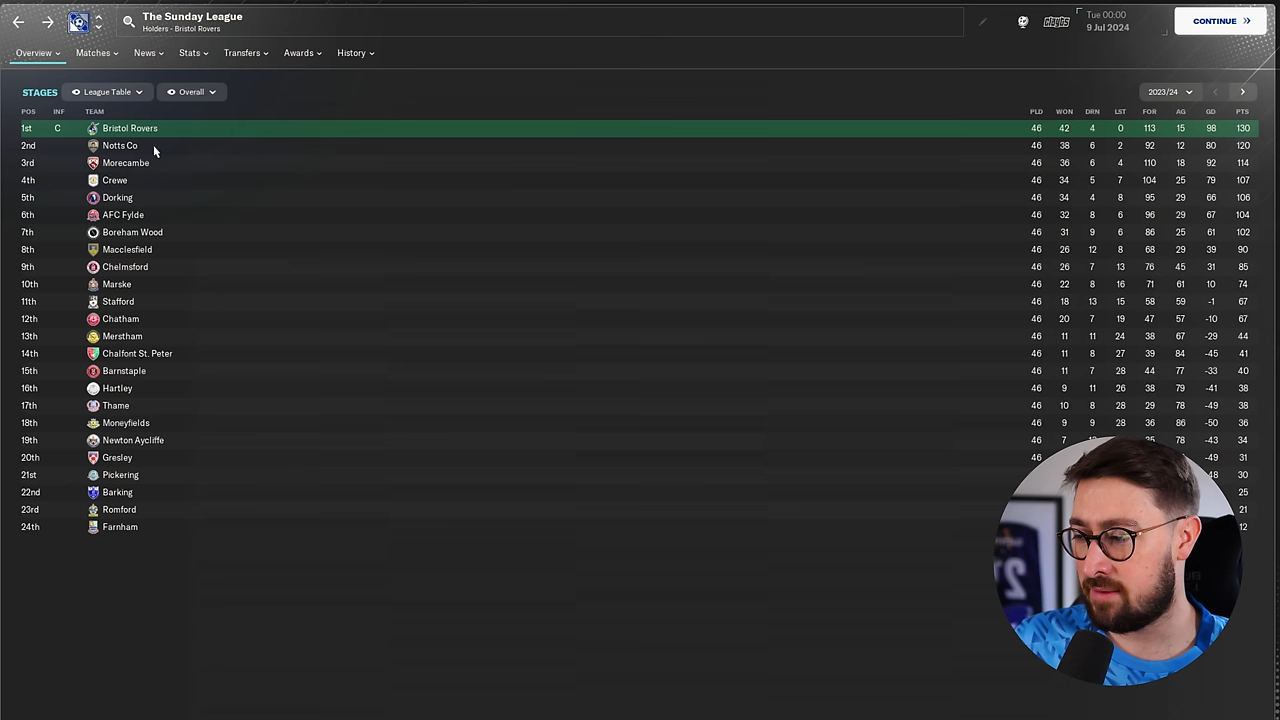 The Sunday League
Holders - Bristol Rovers
Tue 00:00
9 Jul 2024
CONTINUE
Overview Matches News Stats Transfers Awards History
STAGES League Table Overall 2023/24
POS INF TEAM PLD WON DRN LST FOR AG GD PTS
1st C Bristol Rovers 46 42 4 0 113 15 98 130
2nd Notts Co 46 38 6 2 92 12 80 120
3rd Morecambe 46 36 6 4 110 18 92 114
4th Crewe 46 34 5 7 104 25 79 107
5th Dorking 46 34 4 8 95 29 66 106
6th AFC Fylde 46 32 8 6 96 29 67 104
7th Boreham Wood 46 31 9 6 86 25 61 102
8th Macclesfield 46 26 12 8 68 29 39 90
9th Chelmsford 46 26 7 13 76 45 31 85
10th Marske 46 22 8 16 71 61 10 74
11th Stafford 46 18 13 15 58 59 -1 67
12th Chatham 46 20 7 19 47 57 -10 67
13th Merstham 46 11 11 24 38 67 -29 44
14th Chalfont St. Peter 46 11 8 27 39 84 -45 41
15th Barnstaple 46 11 7 28 44 77 -33 40
16th Hartley 46 9 11 26 38 79 -41 38
17th Thame 46 10 8 28 29 78 -49 38
18th Moneyfields 46 9 9 28 36 86 -50 36
19th Newton Aycliffe 46 7 78 -43 34
20th Gresley 46 -49 31
21st Pickering 30
22nd Barking 25
23rd Romford 21
24th Farnham 12